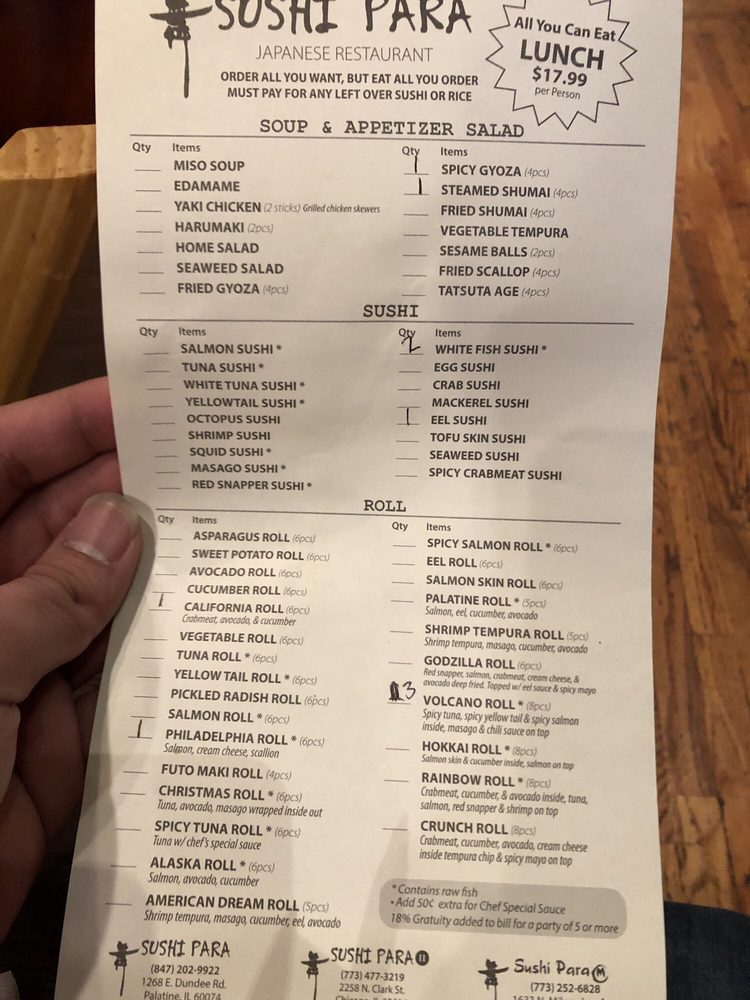 SUSHI PARA
JAPANESE RESTAURANT
ORDER ALL YOU WANT, BUT EAT ALL YOU ORDER
MUST PAY FOR ANY LEFT OVER SUSHI OR RICE
All You Can Eat
LUNCH
$17.99
per Person
SOUP & APPETIZER SALAD
Qty Items
MISO SOUP
EDAMAME
YAKI CHICKEN (2 sticks) Grilled chicken skewers
HARUMAKI (2pcs)
HOME SALAD
SEAWEED SALAD
FRIED GYOZA (4pcs)
Qty Items
1 SPICY GYOZA (4pcs)
1 STEAMED SHUMAI (4pcs)
FRIED SHUMAI (4pcs)
VEGETABLE TEMPURA
SESAME BALLS (2pcs)
FRIED SCALLOP (4pcs)
TATSUTA AGE (4pcs)
SUSHI
Qty Items
SALMON SUSHI *
TUNA SUSHI *
WHITE TUNA SUSHI *
YELLOWTAIL SUSHI *
OCTOPUS SUSHI
SHRIMP SUSHI
SQUID SUSHI *
MASAGO SUSHI *
RED SNAPPER SUSHI *
Qty Items
2 WHITE FISH SUSHI *
EGG SUSHI
CRAB SUSHI
MACKEREL SUSHI
1 EEL SUSHI
TOFU SKIN SUSHI
SEAWEED SUSHI
SPICY CRABMEAT SUSHI
ROLL
Qty Items
ASPARAGUS ROLL (6pcs)
SWEET POTATO ROLL (6pcs)
AVOCADO ROLL (6pcs)
CUCUMBER ROLL (6pcs)
1 CALIFORNIA ROLL (6pcs)
Crabmeat, avocado, & cucumber
VEGETABLE ROLL (6pcs)
TUNA ROLL * (6pcs)
YELLOW TAIL ROLL * (6pcs)
PICKLED RADISH ROLL (6pcs)
SALMON ROLL * (6pcs)
1 PHILADELPHIA ROLL * (6pcs)
Salmon, cream cheese, scallion
FUTO MAKI ROLL (4pcs)
CHRISTMAS ROLL * (6pcs)
Tuna, avocado, masago wrapped inside out
SPICY TUNA ROLL * (6pcs)
Tuna w/ chef's special sauce
ALASKA ROLL * (6pcs)
Salmon, avocado, cucumber
AMERICAN DREAM ROLL (5pcs)
Shrimp tempura, masago, cucumber, eel, avocado
Qty Items
SPICY SALMON ROLL * (6pcs)
EEL ROLL (6pcs)
SALMON SKIN ROLL (6pcs)
PALATINE ROLL * (5pcs)
Salmon, eel, cucumber, avocado
SHRIMP TEMPURA ROLL (5pcs)
Shrimp tempura, masago, cucumber, avocado
GODZILLA ROLL (6pcs)
Red snapper, salmon, crabmeat, cream cheese, &
avocado deep fried. Topped w/ eel sauce & spicy mayo
3 VOLCANO ROLL * (8pcs)
Spicy tuna, spicy yellow tail & spicy salmon
inside, masago & chili sauce on top
HOKKAI ROLL * (8pcs)
Salmon skin & cucumber inside, salmon on top
RAINBOW ROLL * (8pcs)
Crabmeat, cucumber, & avocado inside, tuna,
salmon, red snapper & shrimp on top
CRUNCH ROLL (8pcs)
Crabmeat, cucumber, avocado, cream cheese
inside tempura chip & spicy mayo on top
* Contains raw fish
• Add 50¢ extra for Chef Special Sauce
18% Gratuity added to bill for a party of 5 or more
SUSHI PARA
(847) 202-9922
1268 E. Dundee Rd.
Palatine, IL 60074
SUSHI PARA II
(773) 477-3219
2258 N. Clark St.
Sushi Para M
(773) 252-6828